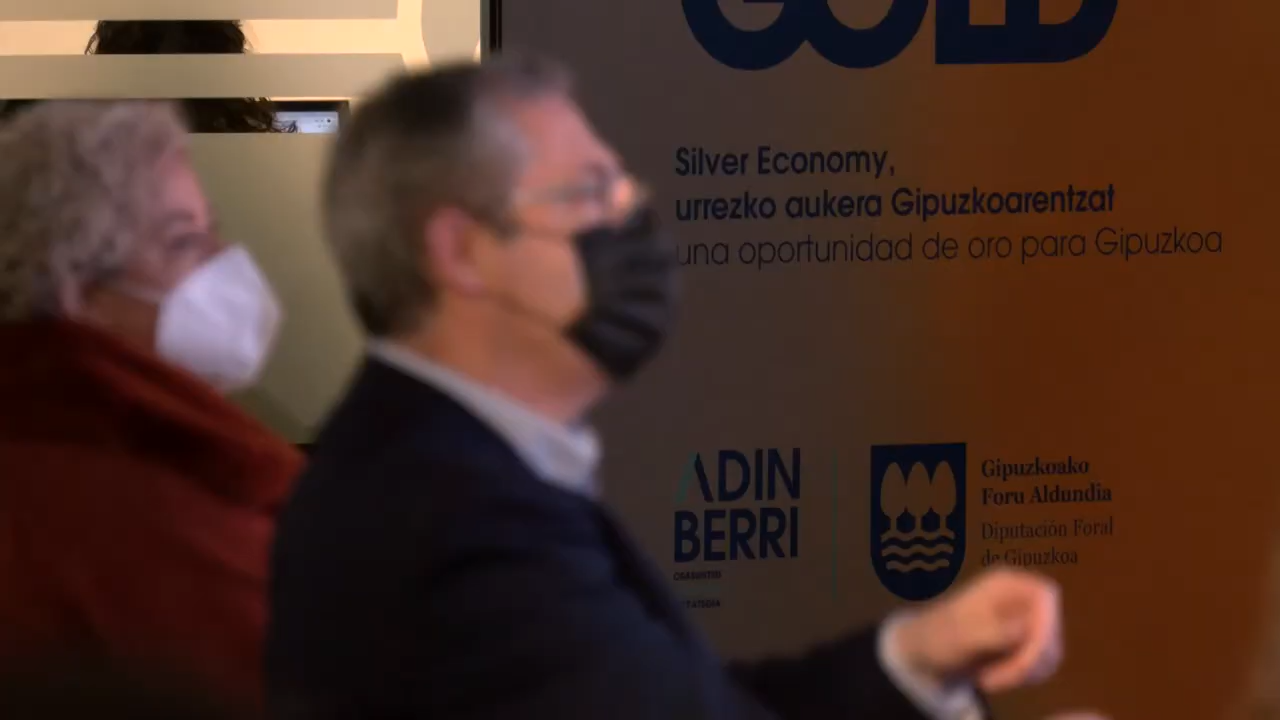 GOLD
Silver Economy,
urrezko aukera Gipuzkoarentzat
una oportunidad de oro para Gipuzkoa
ADIN
BERRI
Gipuzkoako
Foru Aldundia
Diputación Foral
de Gipuzkoa